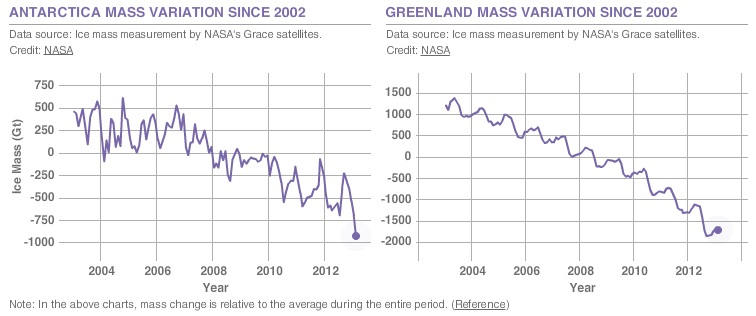 ANTARCTICA MASS VARIATION SINCE 2002
Data source: Ice mass measurement by NASA's Grace satellites.
Credit: NASA
750
500
250
0
-250
-500
-750
-1000
Ice Mass (Gt)
2004 2006 2008 2010 2012
Year
GREENLAND MASS VARIATION SINCE 2002
Data source: Ice mass measurement by NASA's Grace satellites.
Credit: NASA
1500
1000
500
0
-500
-1000
-1500
-2000
2004 2006 2008 2010 2012
Year
Note: In the above charts, mass change is relative to the average during the entire period. (Reference)